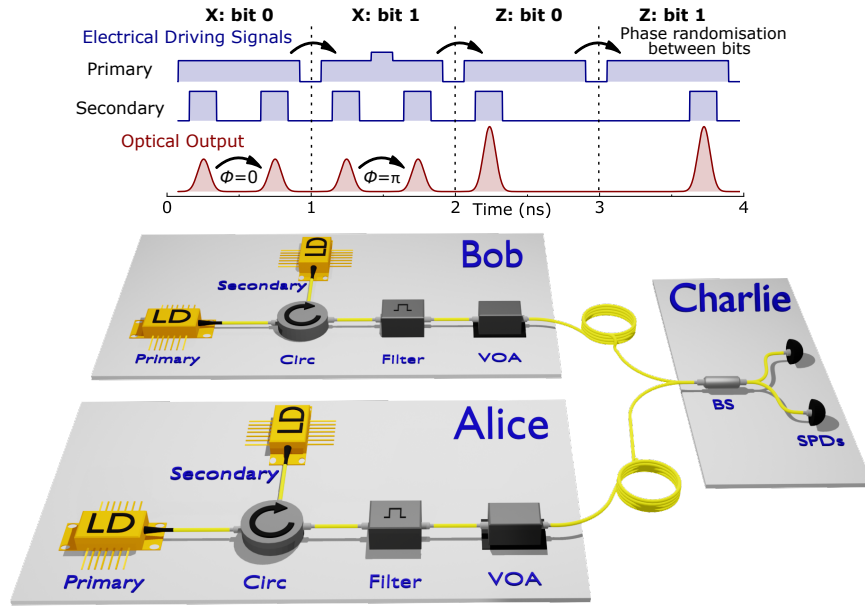 X: bit 0 X: bit 1 Z: bit 0 Z: bit 1
Electrical Driving Signals
Phase randomisation
between bits
Primary
Secondary
Optical Output
Φ=0 Φ=π
0 1 2 Time (ns) 3 4
Bob
LD
Secondary
LD
Primary
Circ
Filter
VOA
Charlie
BS
SPDs
Alice
LD
Secondary
LD
Primary
Circ
Filter
VOA